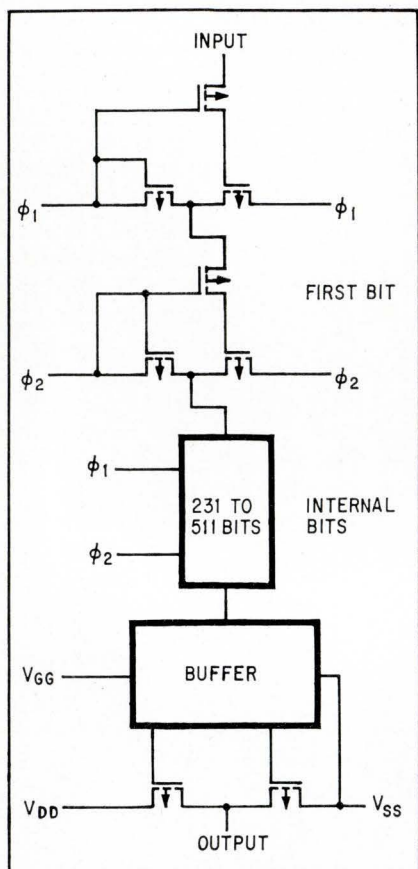 INPUT
ϕ1 ϕ1
FIRST BIT
ϕ2 ϕ2
ϕ1
231 TO
511 BITS
INTERNAL
BITS
ϕ2
VGG
BUFFER
VDD VSS
OUTPUT